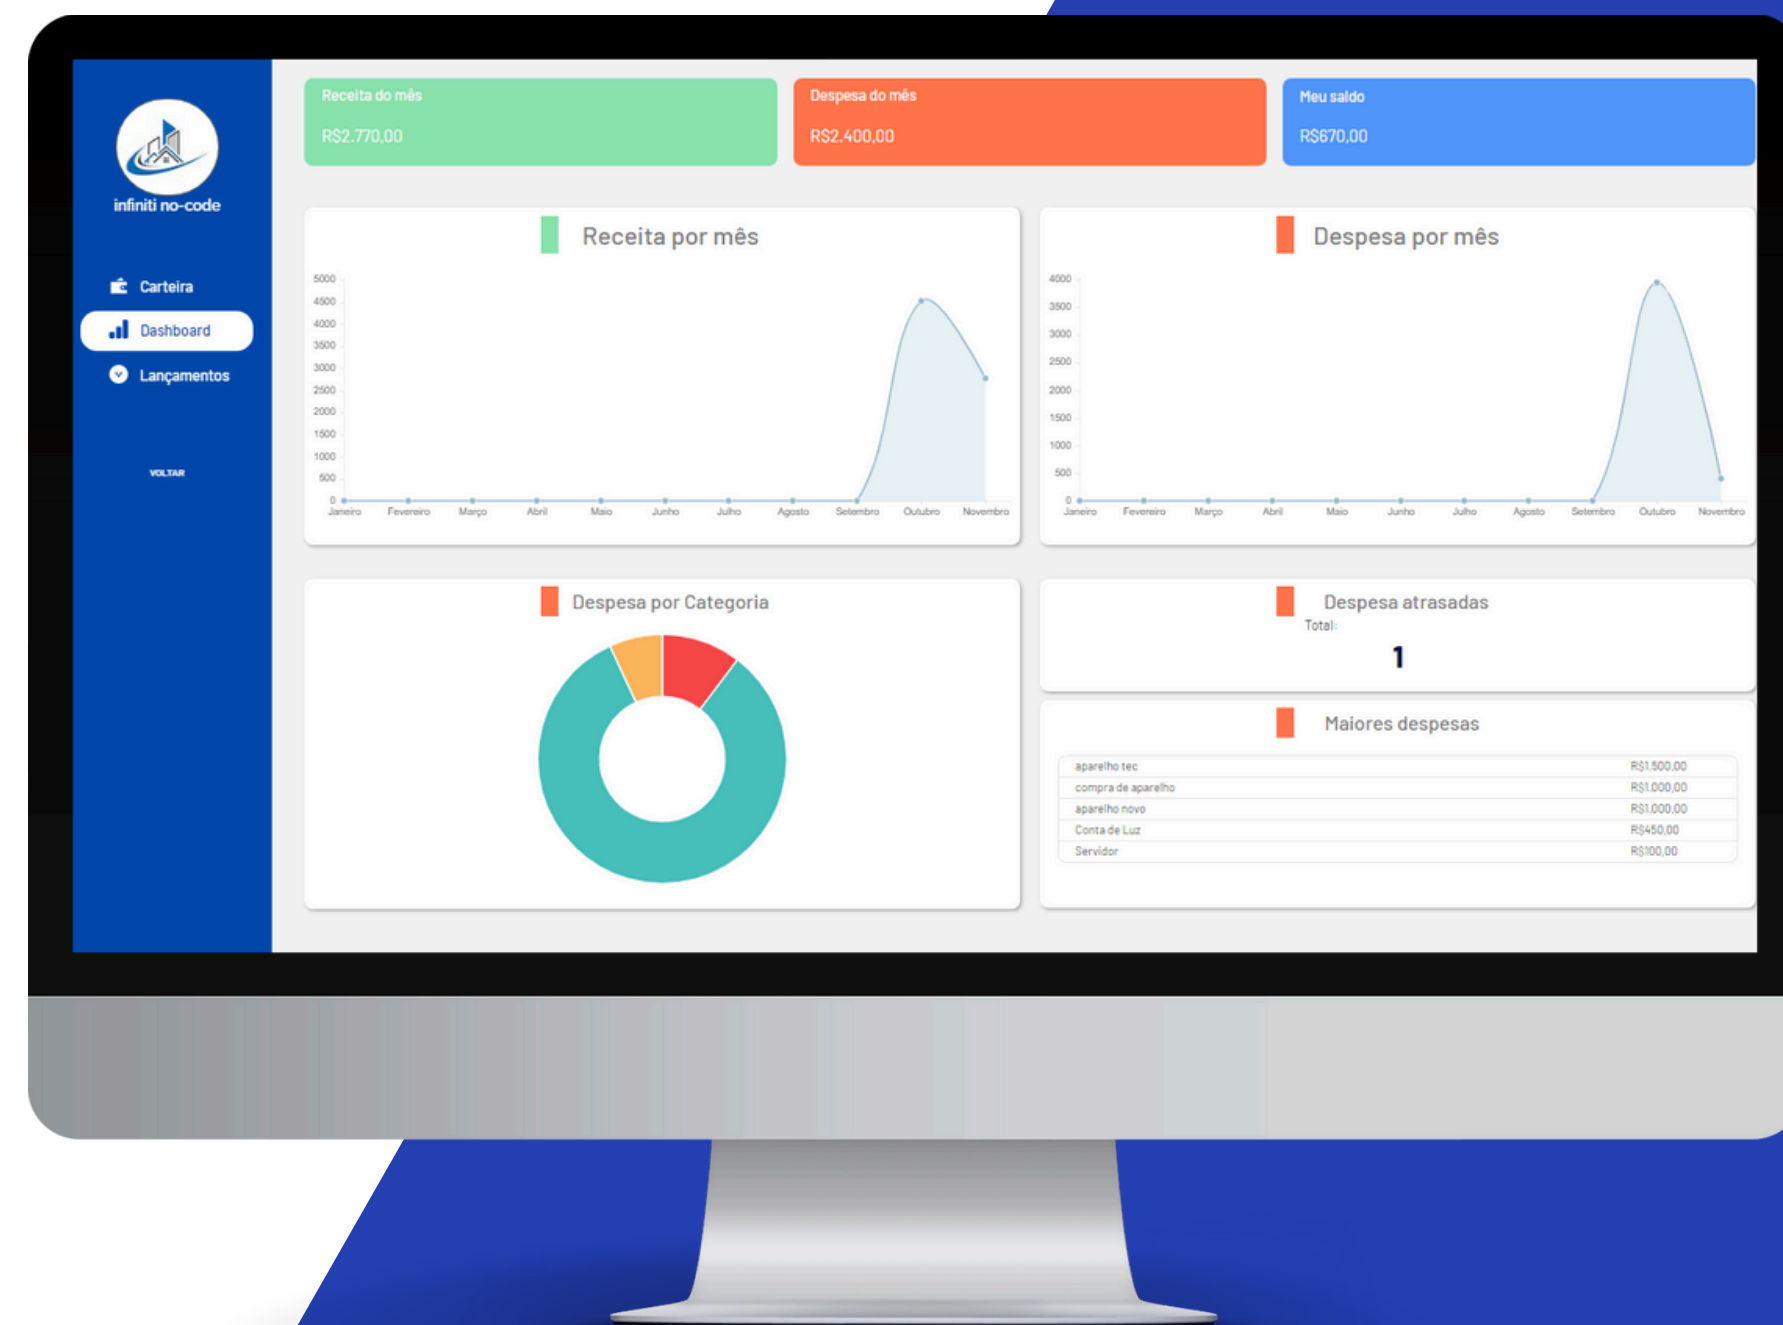 infiniti no-code
Carteira
Dashboard
Lançamentos
VOLTAR
Receita do mês
R$2.770,00
Despesa do mês
R$2.400,00
Meu saldo
R$670,00
Receita por mês
5000
4500
4000
3500
3000
2500
2000
1500
1000
500
0
Janeiro Fevereiro Março Abril Maio Junho Julho Agosto Setembro Outubro Novembro
Despesa por mês
4000
3500
3000
2500
2000
1500
1000
500
0
Janeiro Fevereiro Março Abril Maio Junho Julho Agosto Setembro Outubro Novembro
Despesa por Categoria
Despesa atrasadas
Total:
1
Maiores despesas
aparelho tec R$1.500,00
compra de aparelho R$1.000,00
aparelho novo R$1.000,00
Conta de Luz R$450,00
Servidor R$100,00